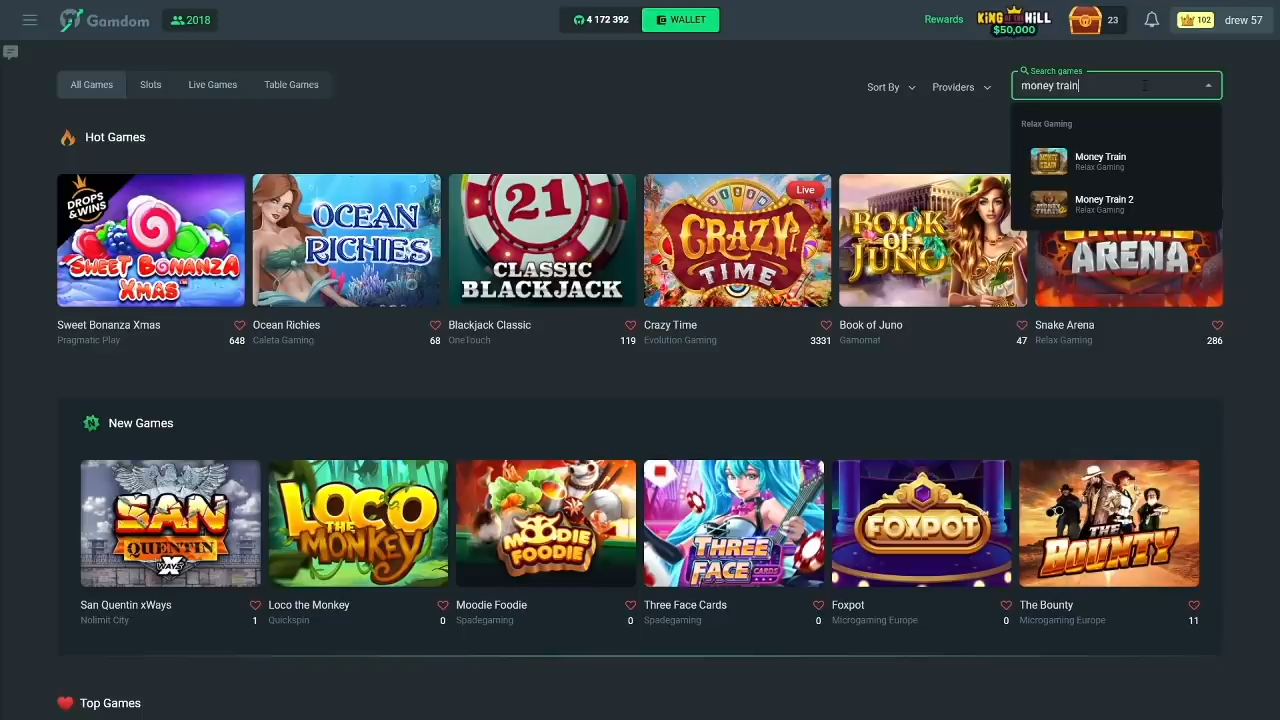 Gamdom
2018
4 172 392
WALLET
Rewards
KING OF THE HILL
$50,000
23
102
drew 57
All Games
Slots
Live Games
Table Games
Sort By
Providers
Search games
money train
Relax Gaming
Money Train
Relax Gaming
Money Train 2
Relax Gaming
Hot Games
DROPS & WINS
SWEET BONANZA XMAS
OCEAN RICHIES
21
CLASSIC BLACKJACK
Live
CRAZY TIME
BOOK of JUNO
ARENA
Sweet Bonanza Xmas
Pragmatic Play
648
Ocean Richies
Caleta Gaming
68
Blackjack Classic
OneTouch
119
Crazy Time
Evolution Gaming
3331
Book of Juno
Gamomat
47
Snake Arena
Relax Gaming
286
N
New Games
SAN QUENTIN
xWAYS
LOCO THE MONKEY
MOODIE FOODIE
THREE FACE CARDS
FOXPOT
THE BOUNTY
San Quentin xWays
Nolimit City
1
Loco the Monkey
Quickspin
0
Moodie Foodie
Spadegaming
0
Three Face Cards
Spadegaming
0
Foxpot
Microgaming Europe
0
The Bounty
Microgaming Europe
11
Top Games